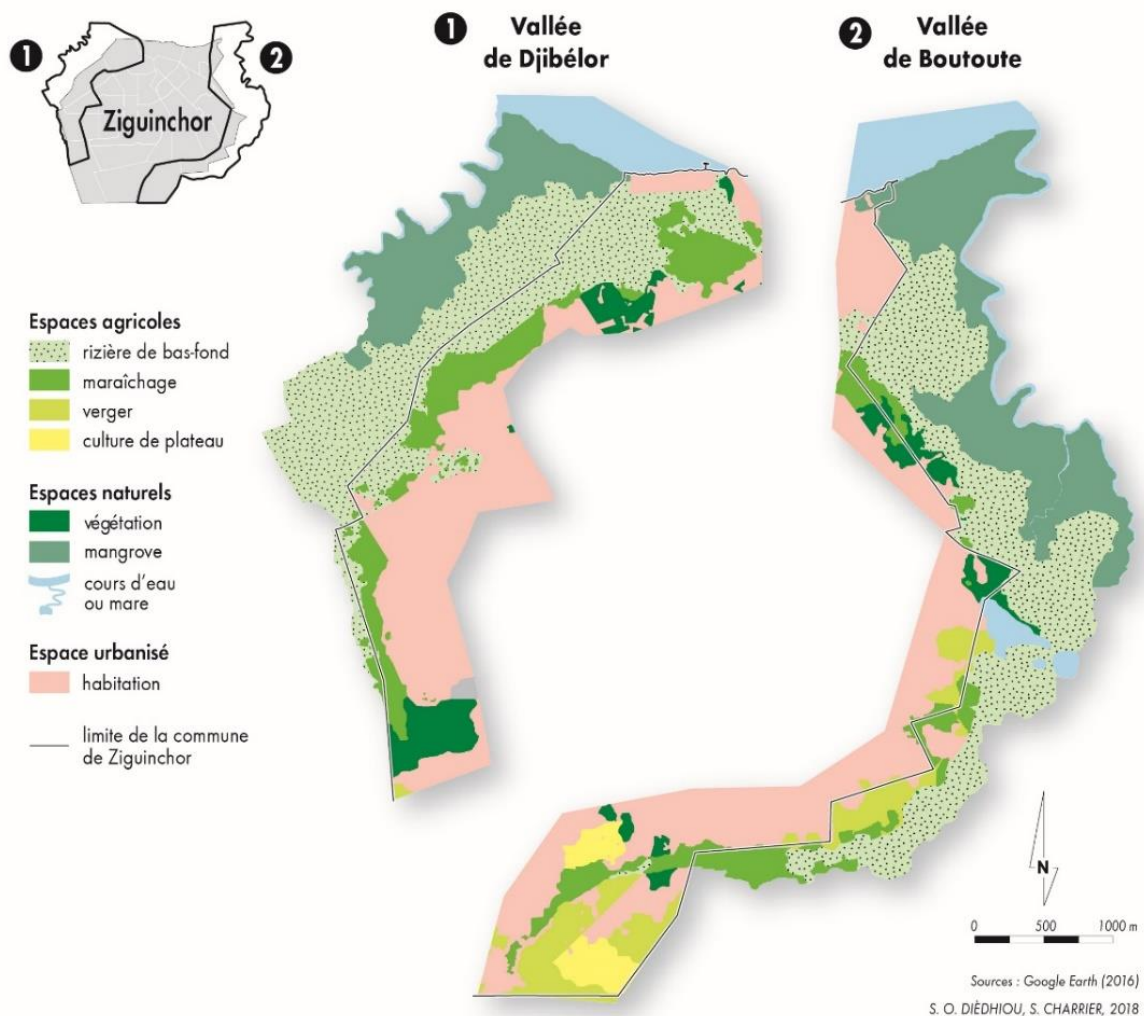 1
2
Ziguinchor
1 Vallée
de Djibélor
2 Vallée
de Boutoute
Espaces agricoles
rizière de bas-fond
maraîchage
verger
culture de plateau
Espaces naturels
végétation
mangrove
cours d'eau
ou mare
Espace urbanisé
habitation
limite de la commune
de Ziguinchor
N
0 500 1000 m
Sources : Google Earth (2016)
S. O. DIÈDHIOU, S. CHARRIER, 2018